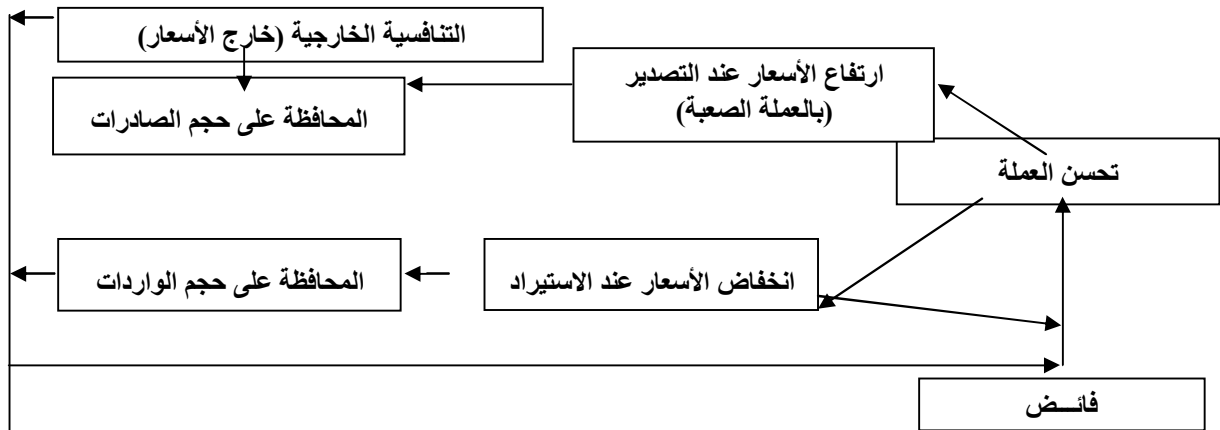 التنافسية الخارجية (خارج الأسعار)
ارتفاع الأسعار عند التصدير
(بالعملة الصعبة)
المحافظة على حجم الصادرات
تحسن العملة
انخفاض الأسعار عند الاستيراد
المحافظة على حجم الواردات
فائـــض